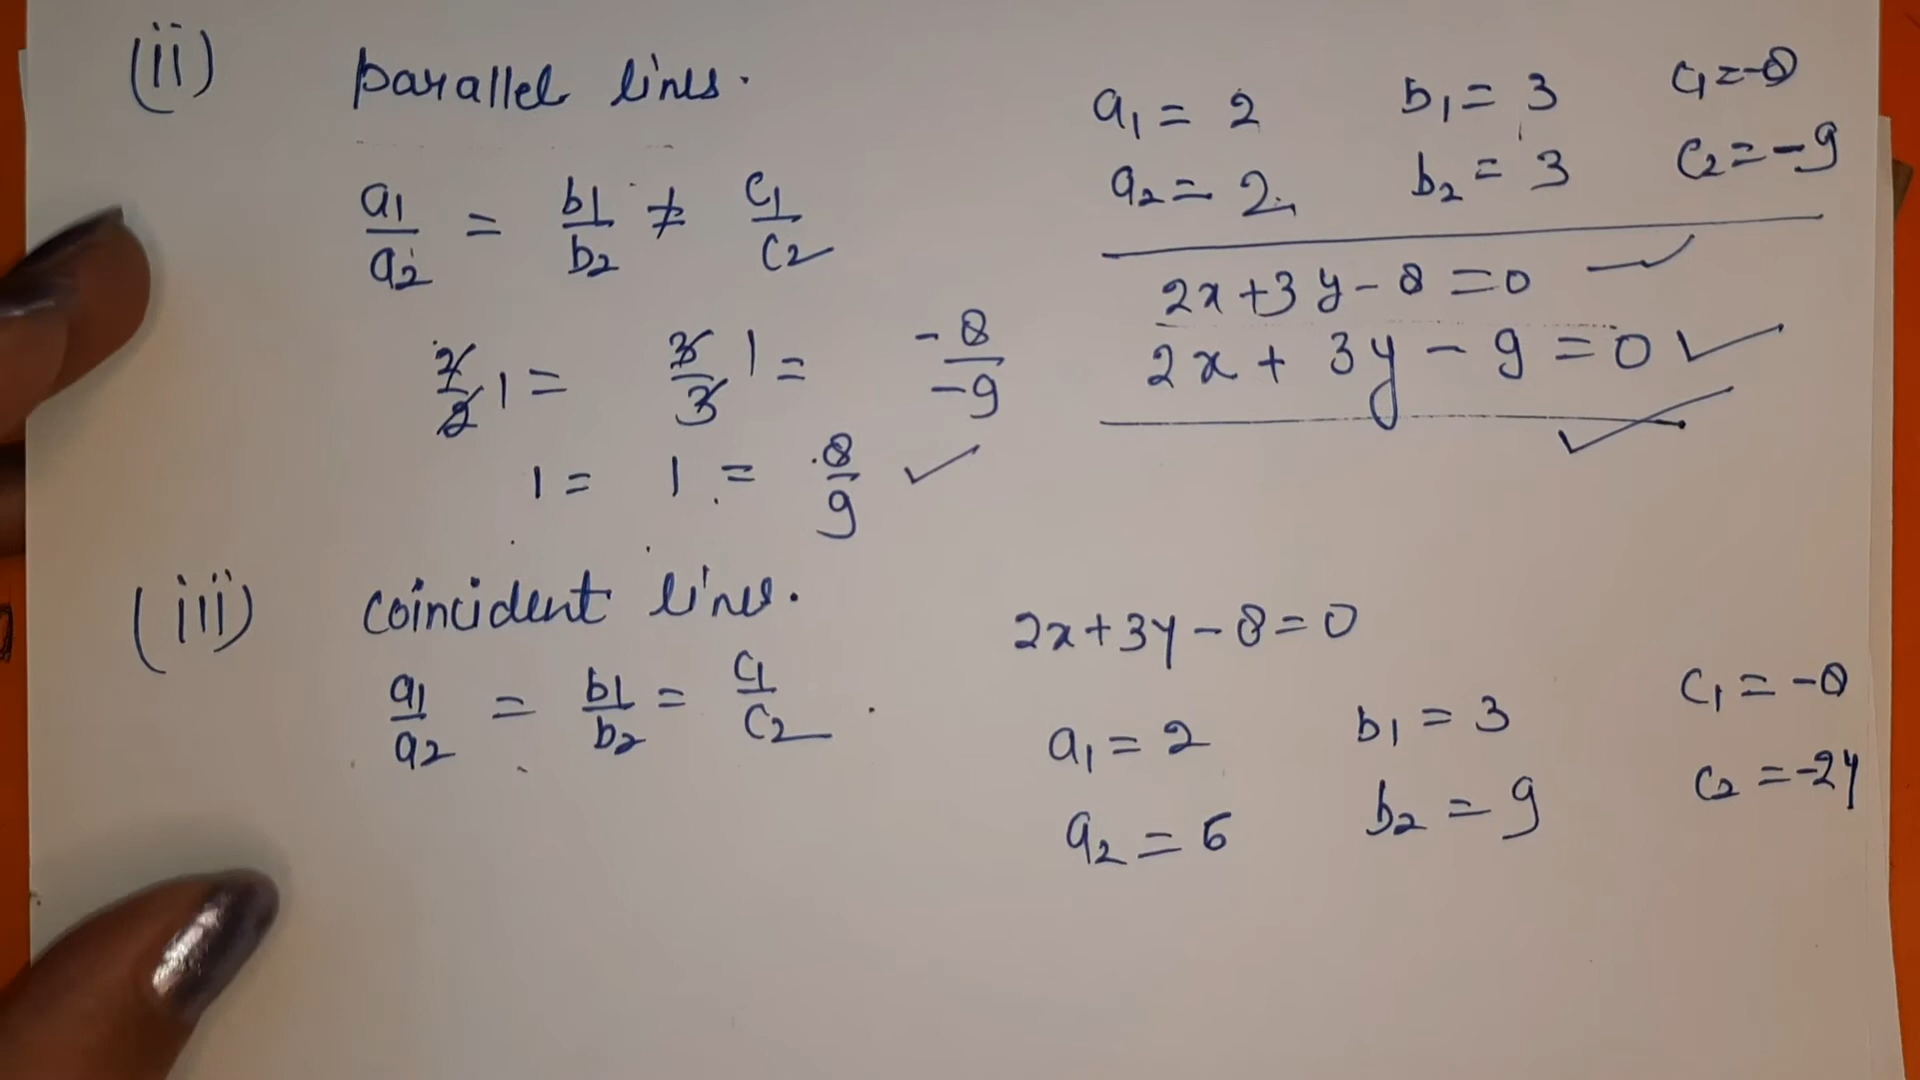 (ii) parallel lines.
a1 = 2 b1 = 3 c1 = -8
a2 = 2 b2 = 3 c2 = -9
a1/a2 = b1/b2 ≠ c1/c2
2x+3y-8=0 ✓
2x+3y-9=0 ✓
2/2 1 = 3/3 1 = -8/-9
✓
1 = 1 = 8/9 ✓
(iii) coincident lines.
2x+3y-8=0
a1/a2 = b1/b2 = c1/c2
a1 = 2 b1 = 3 c1 = -8
a2 = 6 b2 = 9 c2 = -24